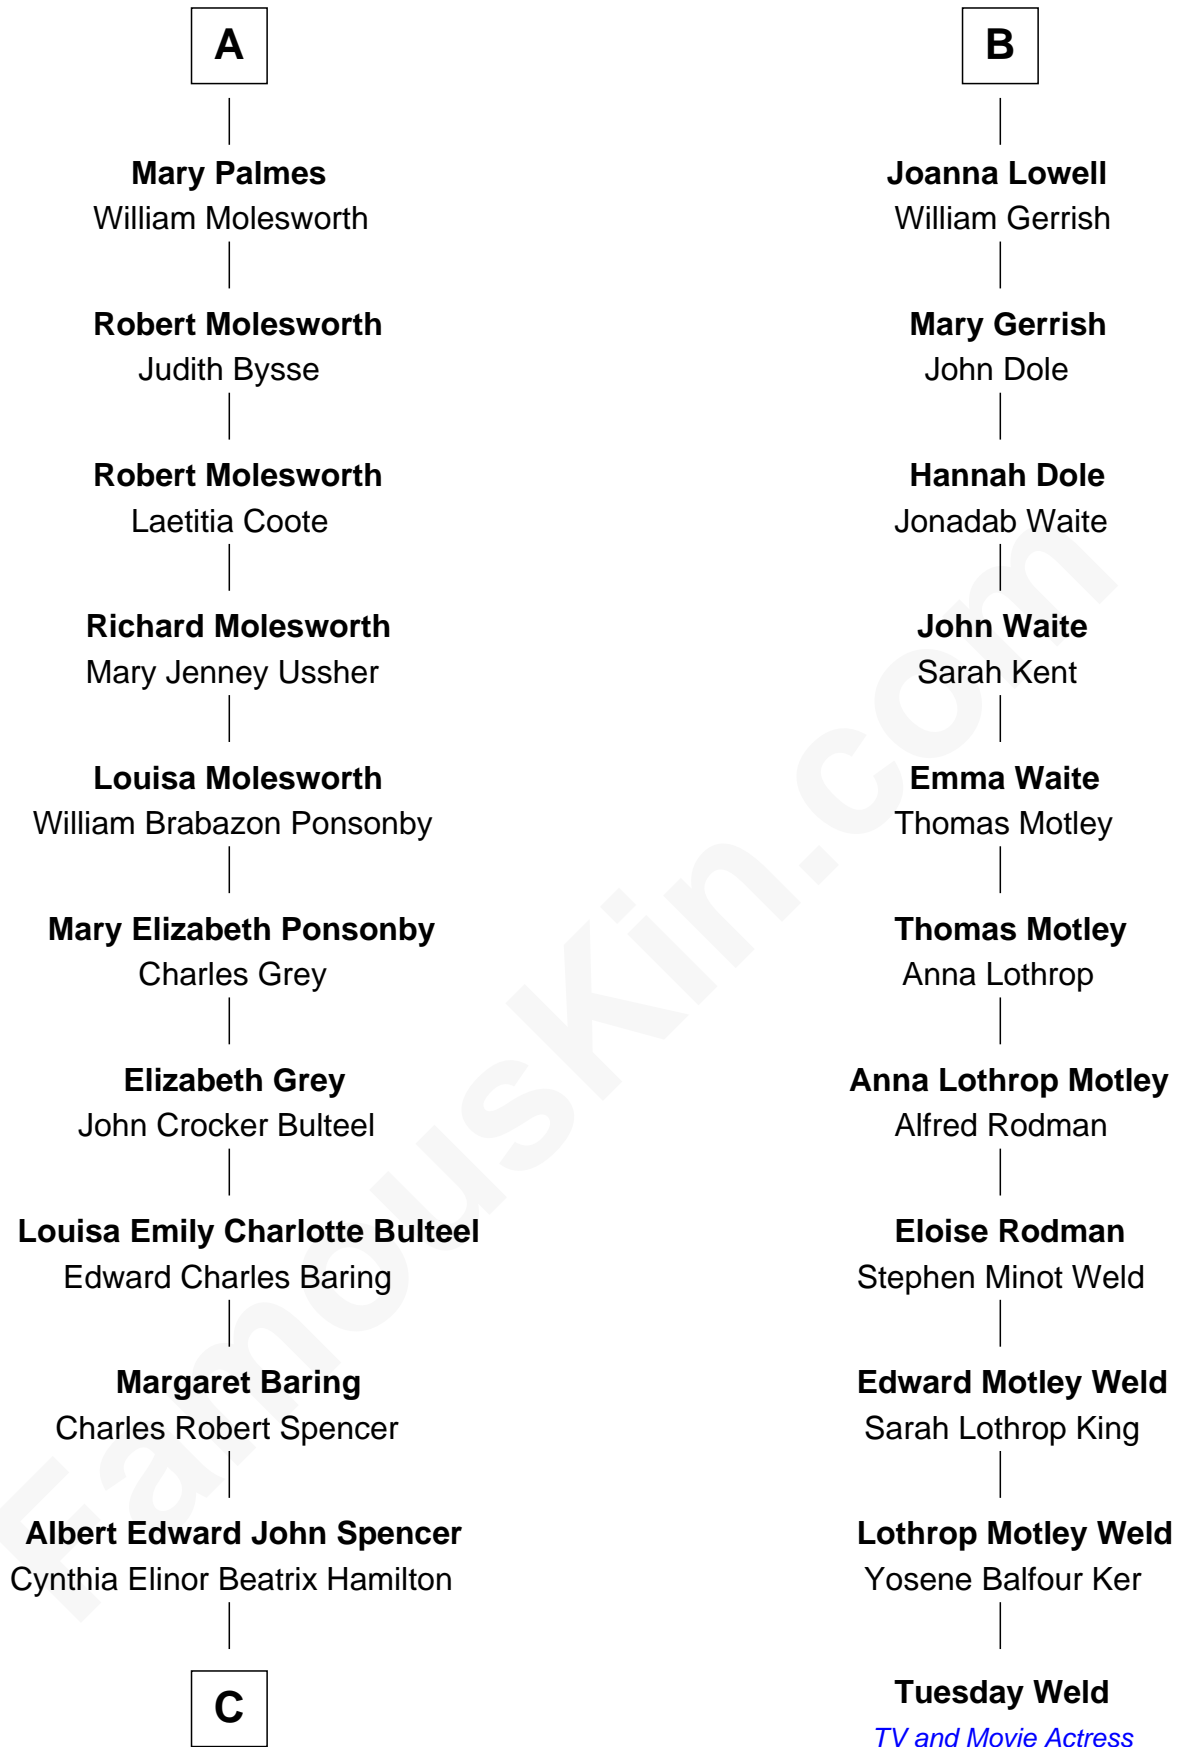 A
Mary Palmes
William Molesworth
Robert Molesworth
Judith Bysse
Robert Molesworth
Laetitia Coote
Richard Molesworth
Mary Jenney Ussher
Louisa Molesworth
William Brabazon Ponsonby
Mary Elizabeth Ponsonby
Charles Grey
Elizabeth Grey
John Crocker Bulteel
Louisa Emily Charlotte Bulteel
Edward Charles Baring
Margaret Baring
Charles Robert Spencer
Albert Edward John Spencer
Cynthia Elinor Beatrix Hamilton
C
B
Joanna Lowell
William Gerrish
Mary Gerrish
John Dole
Hannah Dole
Jonadab Waite
John Waite
Sarah Kent
Emma Waite
Thomas Motley
Thomas Motley
Anna Lothrop
Anna Lothrop Motley
Alfred Rodman
Eloise Rodman
Stephen Minot Weld
Edward Motley Weld
Sarah Lothrop King
Lothrop Motley Weld
Yosene Balfour Ker
Tuesday Weld
TV and Movie Actress
FamousKin.com